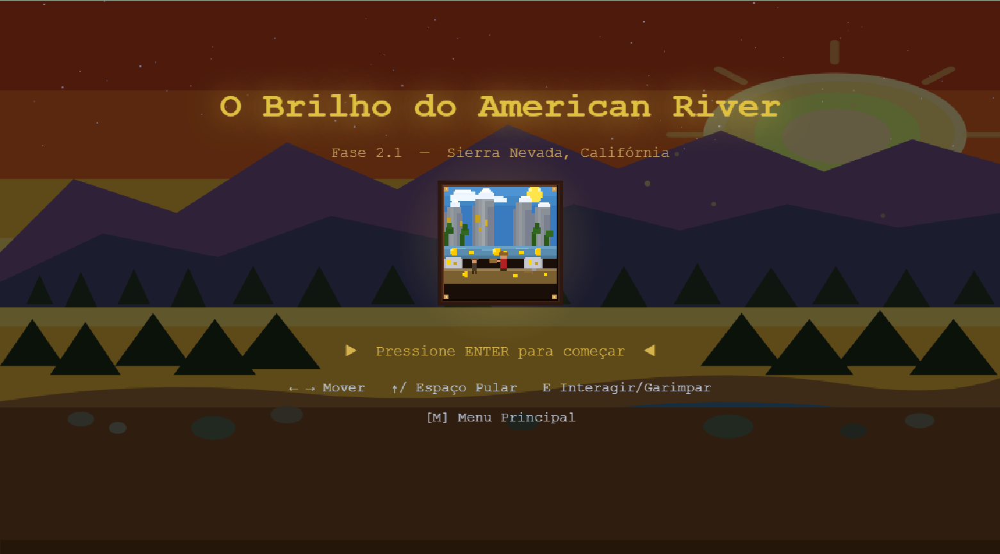 O Brilho do American River
Fase 2.1 — Sierra Nevada, Califórnia
► Pressione ENTER para começar ◄
← → Mover ↑/ Espaço Pular E Interagir/Garimpar
[M] Menu Principal